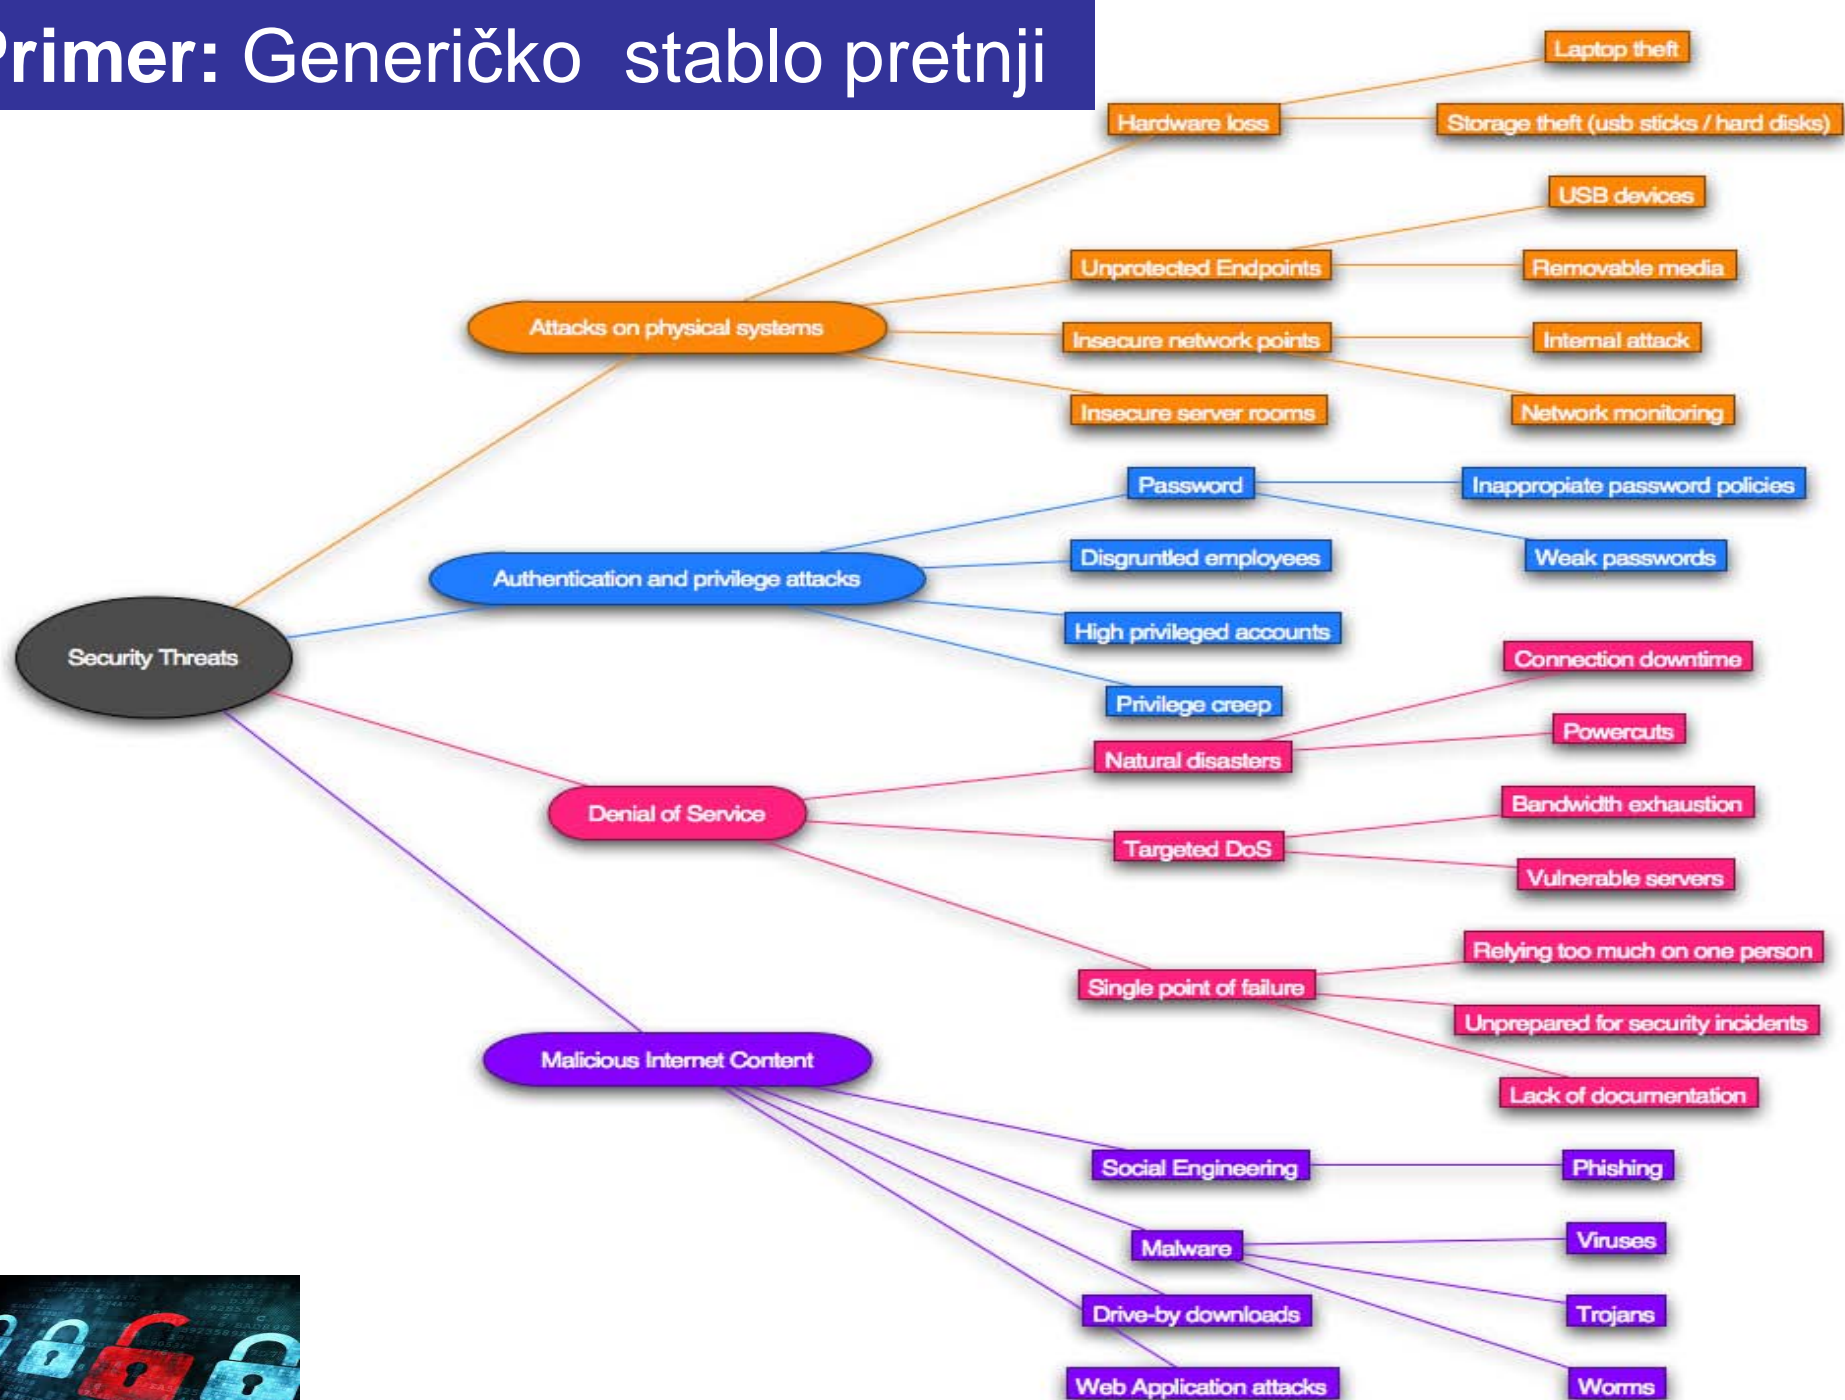 Primer: Generičko stablo pretnji
Security Threats
Attacks on physical systems
Hardware loss
Laptop theft
Storage theft (usb sticks / hard disks)
Unprotected Endpoints
USB devices
Removable media
Insecure network points
Internal attack
Network monitoring
Insecure server rooms
Authentication and privilege attacks
Password
Inappropiate password policies
Weak passwords
Disgruntled employees
High privileged accounts
Privilege creep
Denial of Service
Natural disasters
Connection downtime
Powercuts
Targeted DoS
Bandwidth exhaustion
Vulnerable servers
Single point of failure
Relying too much on one person
Unprepared for security incidents
Lack of documentation
Malicious Internet Content
Social Engineering
Phishing
Malware
Viruses
Trojans
Worms
Drive-by downloads
Web Application attacks